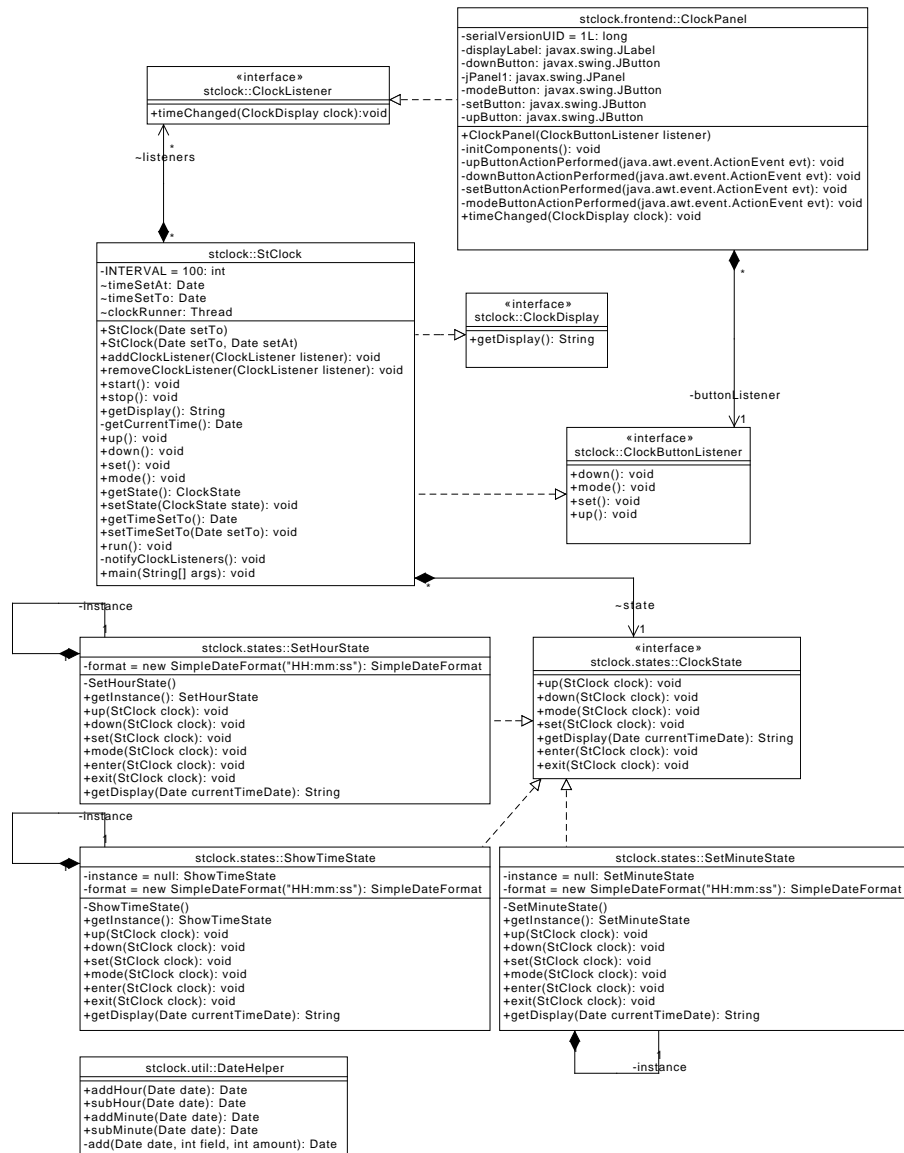 stclock.frontend::ClockPanel
-serialVersionUID = 1L: long
-displayLabel: javax.swing.JLabel
-downButton: javax.swing.JButton
-jPanel1: javax.swing.JPanel
-modeButton: javax.swing.JButton
-setButton: javax.swing.JButton
-upButton: javax.swing.JButton
+ClockPanel(ClockButtonListener listener)
-initComponents(): void
-upButtonActionPerformed(java.awt.event.ActionEvent evt): void
-downButtonActionPerformed(java.awt.event.ActionEvent evt): void
-setButtonActionPerformed(java.awt.event.ActionEvent evt): void
-modeButtonActionPerformed(java.awt.event.ActionEvent evt): void
+timeChanged(ClockDisplay clock): void
«interface»
stclock::ClockListener
+timeChanged(ClockDisplay clock):void
*
~listeners
*
*
stclock::StClock
-INTERVAL = 100: int
~timeSetAt: Date
~timeSetTo: Date
~clockRunner: Thread
+StClock(Date setTo)
+StClock(Date setTo, Date setAt)
+addClockListener(ClockListener listener): void
+removeClockListener(ClockListener listener): void
+start(): void
+stop(): void
+getDisplay(): String
-getCurrentTime(): Date
+up(): void
+down(): void
+set(): void
+mode(): void
+getState(): ClockState
+setState(ClockState state): void
+getTimeSetTo(): Date
+setTimeSetTo(Date setTo): void
+run(): void
-notifyClockListeners(): void
+main(String[] args): void
«interface»
stclock::ClockDisplay
+getDisplay(): String
-buttonListener
1
«interface»
stclock::ClockButtonListener
+down(): void
+mode(): void
+set(): void
+up(): void
*
~state
1
-instance
1
*
stclock.states::SetHourState
-format = new SimpleDateFormat("HH:mm:ss"): SimpleDateFormat
-SetHourState()
+getInstance(): SetHourState
+up(StClock clock): void
+down(StClock clock): void
+set(StClock clock): void
+mode(StClock clock): void
+enter(StClock clock): void
+exit(StClock clock): void
+getDisplay(Date currentTimeDate): String
«interface»
stclock.states::ClockState
+up(StClock clock): void
+down(StClock clock): void
+mode(StClock clock): void
+set(StClock clock): void
+getDisplay(Date currentTimeDate): String
+enter(StClock clock): void
+exit(StClock clock): void
-instance
1
*
stclock.states::ShowTimeState
-instance = null: ShowTimeState
-format = new SimpleDateFormat("HH:mm:ss"): SimpleDateFormat
-ShowTimeState()
+getInstance(): ShowTimeState
+up(StClock clock): void
+down(StClock clock): void
+set(StClock clock): void
+mode(StClock clock): void
+enter(StClock clock): void
+exit(StClock clock): void
+getDisplay(Date currentTimeDate): String
stclock.states::SetMinuteState
-instance = null: SetMinuteState
-format = new SimpleDateFormat("HH:mm:ss"): SimpleDateFormat
-SetMinuteState()
+getInstance(): SetMinuteState
+up(StClock clock): void
+down(StClock clock): void
+set(StClock clock): void
+mode(StClock clock): void
+enter(StClock clock): void
+exit(StClock clock): void
+getDisplay(Date currentTimeDate): String
*
1
-instance
stclock.util::DateHelper
+addHour(Date date): Date
+subHour(Date date): Date
+addMinute(Date date): Date
+subMinute(Date date): Date
-add(Date date, int field, int amount): Date